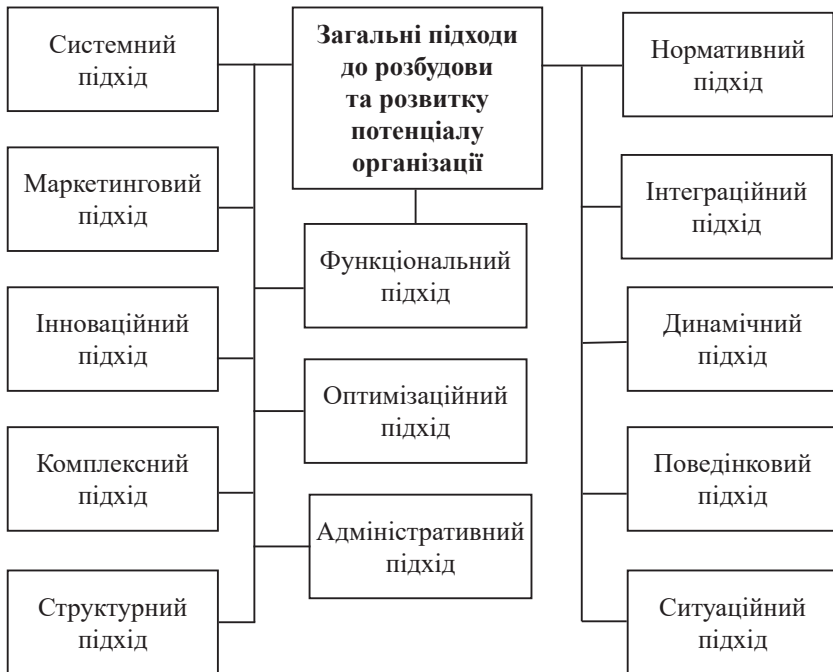 Системний
підхід
Маркетинговий
підхід
Інноваційний
підхід
Комплексний
підхід
Структурний
підхід
Загальні підходи
до розбудови
та розвитку
потенціалу
організації
Функціональний
підхід
Оптимізаційний
підхід
Адміністративний
підхід
Нормативний
підхід
Інтеграційний
підхід
Динамічний
підхід
Поведінковий
підхід
Ситуаційний
підхід